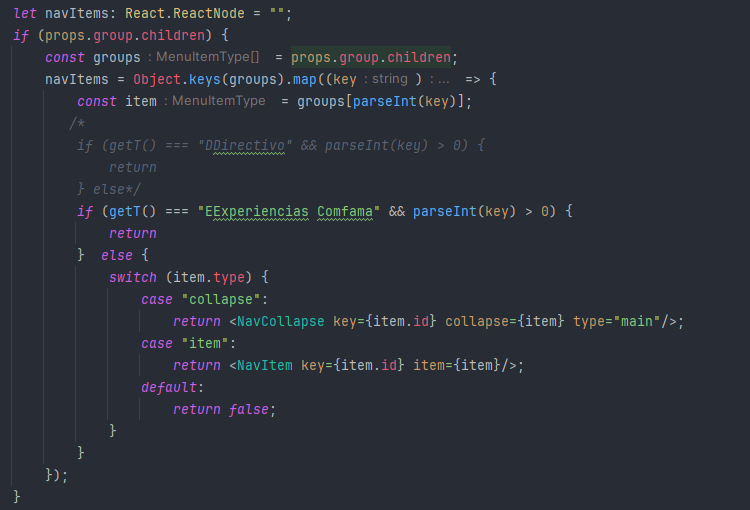 let navItems: React.ReactNode = "";
if (props.group.children) {
    const groups : MenuItemType[]  = props.group.children;
    navItems = Object.keys(groups).map((key : string ) : ...  => {
        const item : MenuItemType  = groups[parseInt(key)];
       /*
        if (getT() === "DDirectivo" && parseInt(key) > 0) {
            return
        } else*/
        if (getT() === "EExperiencias Comfama" && parseInt(key) > 0) {
            return
        }  else {
            switch (item.type) {
                case "collapse":
                    return <NavCollapse key={item.id} collapse={item} type="main"/>;
                case "item":
                    return <NavItem key={item.id} item={item}/>;
                default:
                    return false;
            }
        }
    });
}